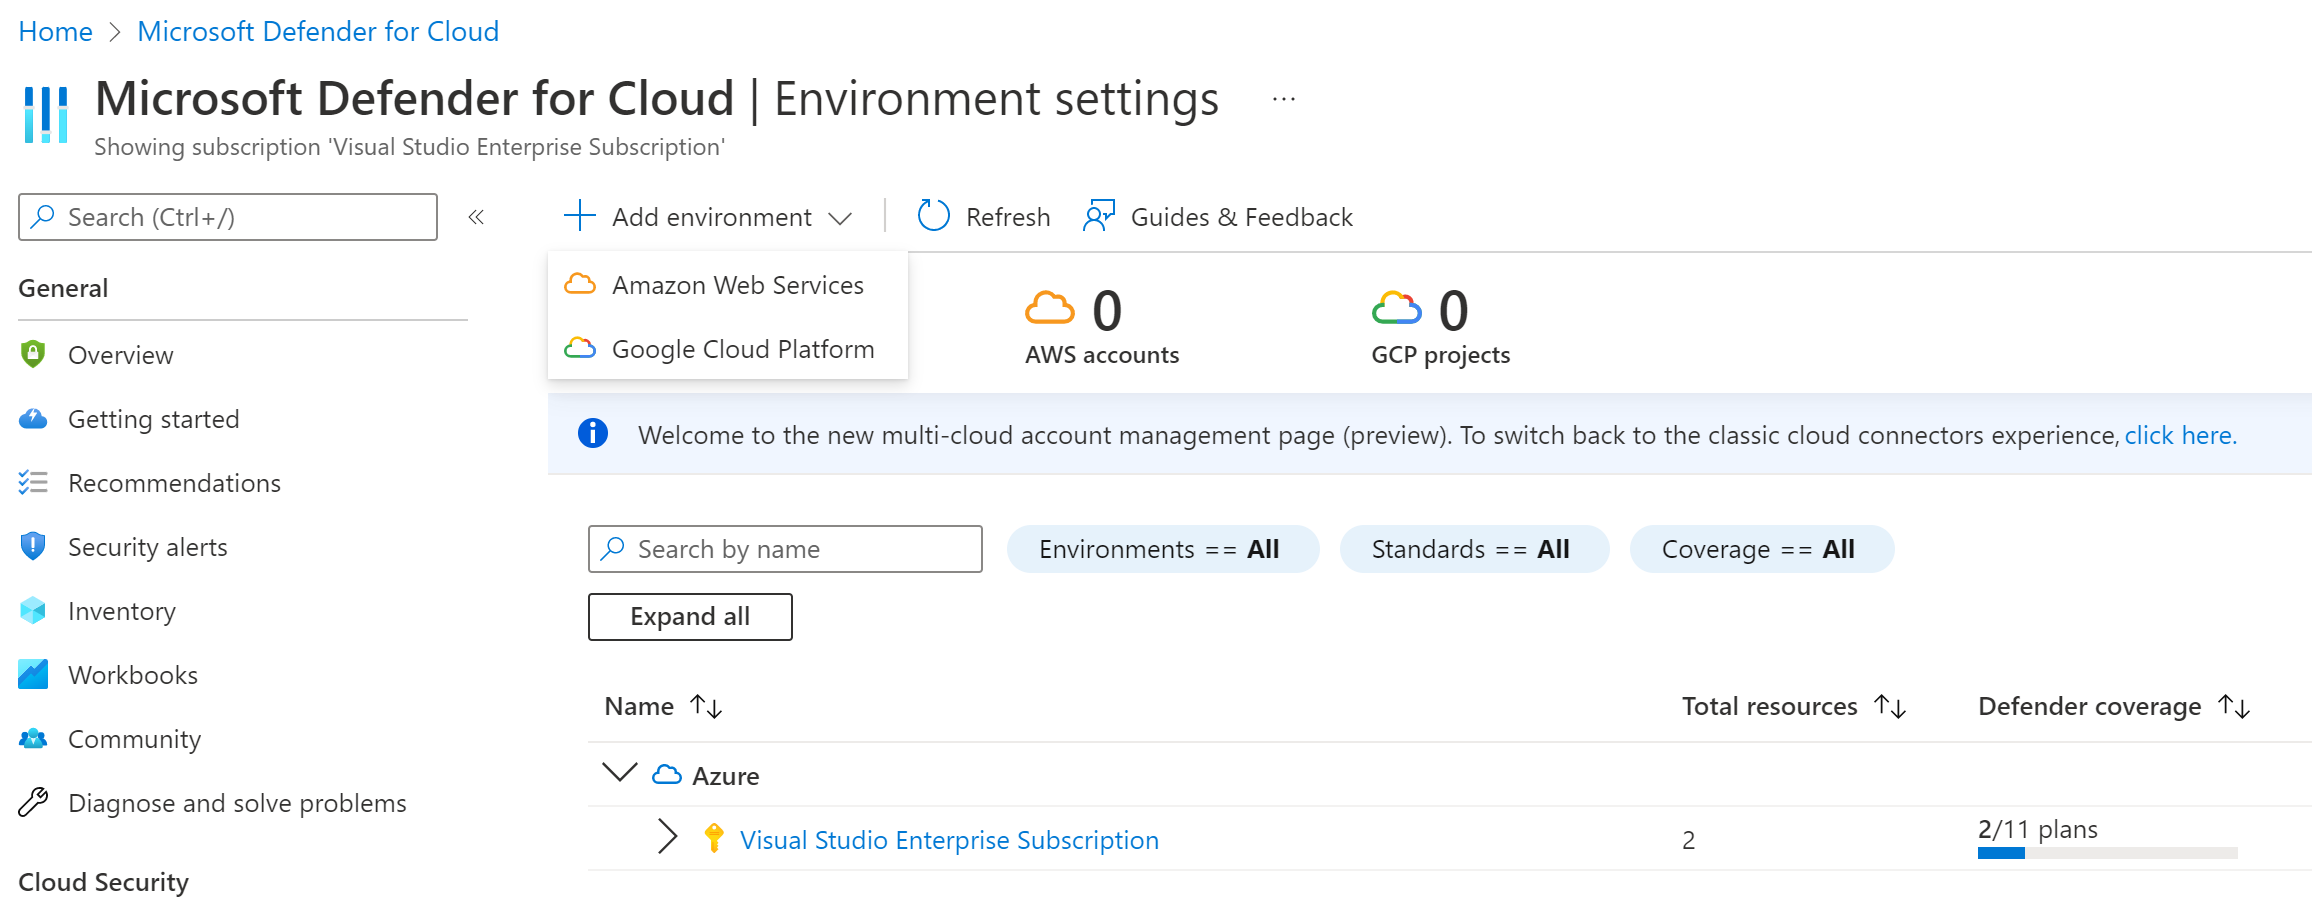 Home > Microsoft Defender for Cloud
Microsoft Defender for Cloud | Environment settings ...
Showing subscription 'Visual Studio Enterprise Subscription'
Search (Ctrl+/)
«
General
Overview
Getting started
Recommendations
Security alerts
Inventory
Workbooks
Community
Diagnose and solve problems
Cloud Security
Add environment
Refresh
Guides & Feedback
Amazon Web Services
Google Cloud Platform
0
AWS accounts
0
GCP projects
Welcome to the new multi-cloud account management page (preview). To switch back to the classic cloud connectors experience, click here.
Search by name
Environments == All
Standards == All
Coverage == All
Expand all
Name ↑↓
Total resources ↑↓
Defender coverage ↑↓
Azure
Visual Studio Enterprise Subscription
2
2/11 plans